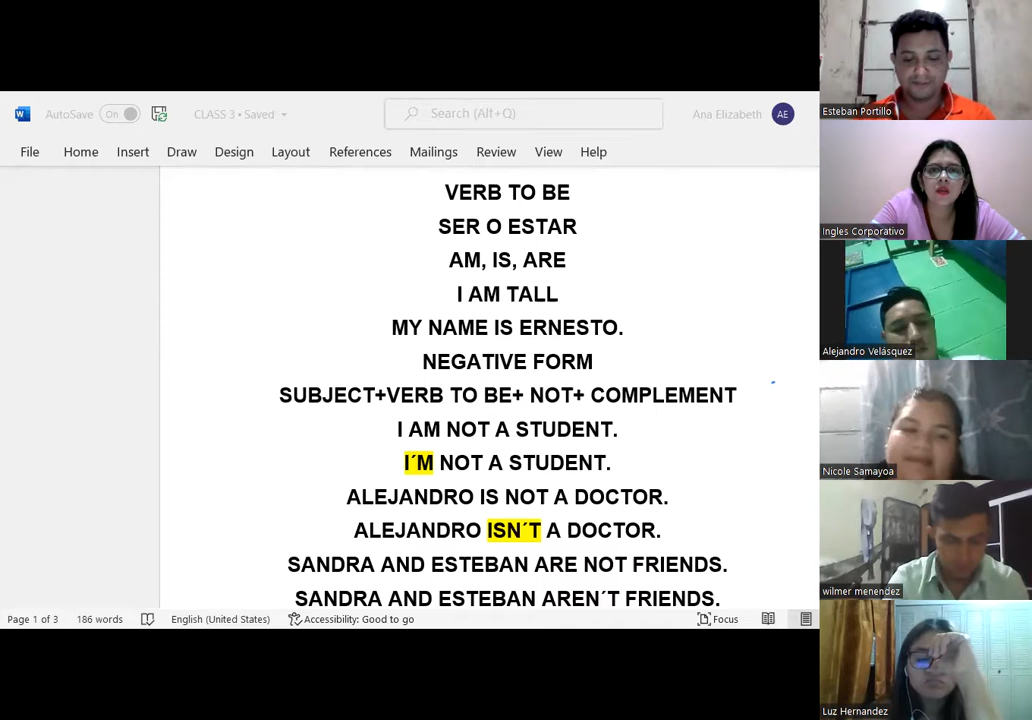 AutoSave On CLASS 3 • Saved Search (Alt+Q) Ana Elizabeth AE
File Home Insert Draw Design Layout References Mailings Review View Help
VERB TO BE
SER O ESTAR
AM, IS, ARE
I AM TALL
MY NAME IS ERNESTO.
NEGATIVE FORM
SUBJECT+VERB TO BE+ NOT+ COMPLEMENT
I AM NOT A STUDENT.
I´M NOT A STUDENT.
ALEJANDRO IS NOT A DOCTOR.
ALEJANDRO ISN´T A DOCTOR.
SANDRA AND ESTEBAN ARE NOT FRIENDS.
SANDRA AND ESTEBAN AREN´T FRIENDS.
Page 1 of 3 186 words English (United States) Accessibility: Good to go Focus
Esteban Portillo
Ingles Corporativo
Alejandro Velásquez
Nicole Samayoa
wilmer menendez
Luz Hernandez